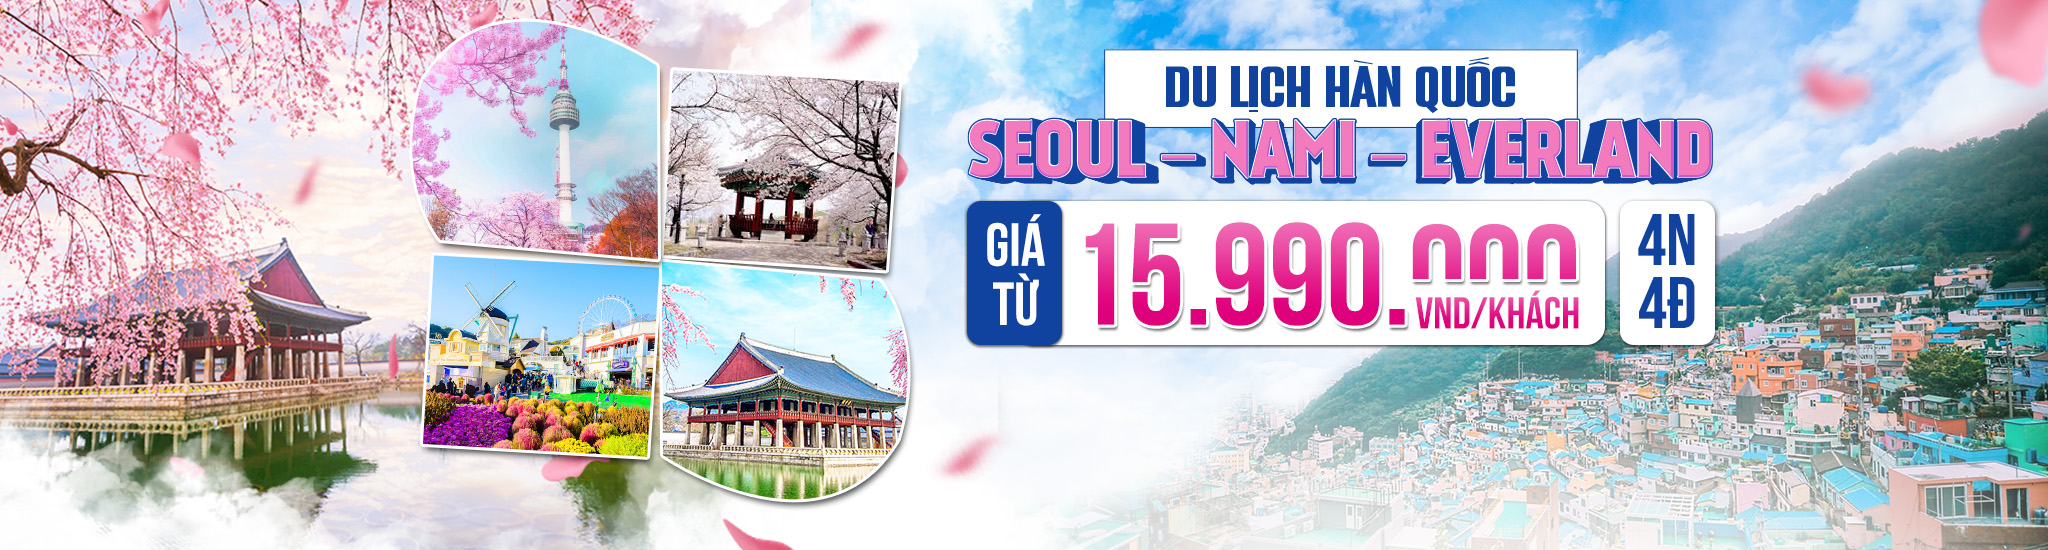 DU LỊCH HÀN QUỐC
SEOUL – NAMI – EVERLAND
GIÁ TỪ
15.990.000
VND/KHÁCH
4N
4Đ